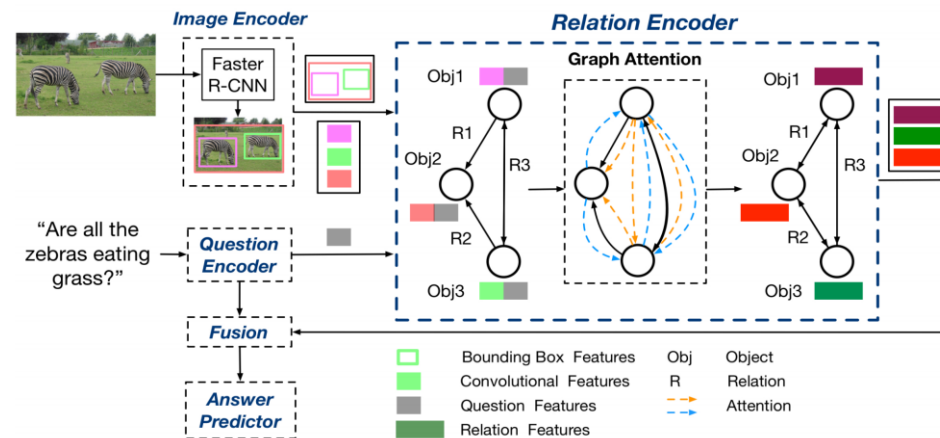 Image Encoder
Relation Encoder
Faster
R-CNN
Graph Attention
Obj1
R1
Obj2
R3
R2
Obj3
Obj1
R1
Obj2
R3
R2
Obj3
“Are all the
zebras eating
grass?”
Question
Encoder
Fusion
Answer
Predictor
Bounding Box Features
Obj Object
Convolutional Features
R Relation
Question Features
Attention
Relation Features